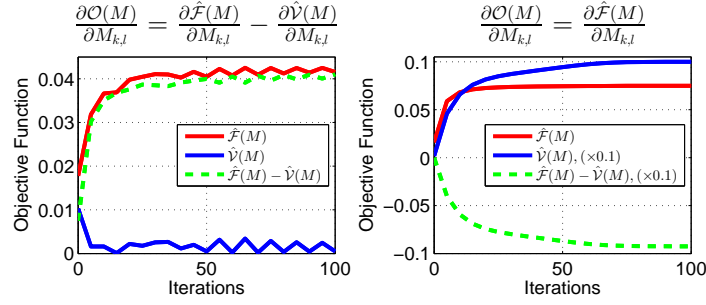 ∂O(M)/∂M_{k,l} = ∂F̂(M)/∂M_{k,l} − ∂V̂(M)/∂M_{k,l}
Objective Function
0.04
0.03
0.02
0.01
0
F̂(M)
V̂(M)
F̂(M) − V̂(M)
0 50 100
Iterations
∂O(M)/∂M_{k,l} = ∂F̂(M)/∂M_{k,l}
Objective Function
0.1
0.05
0
−0.05
−0.1
F̂(M)
V̂(M), (×0.1)
F̂(M) − V̂(M), (×0.1)
0 50 100
Iterations